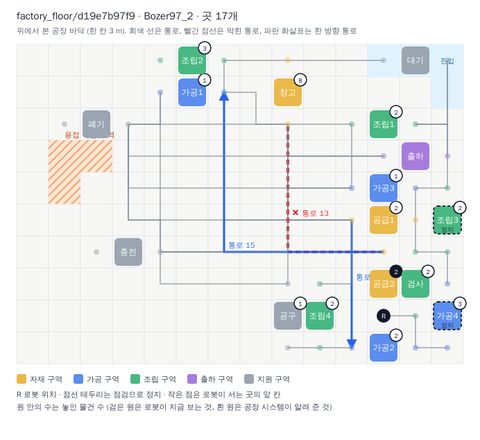 factory_floor/d19e7b97f9 · Bozer97_2 · 곳 17개
위에서 본 공장 바닥 (한 칸 3 m). 회색 선은 통로, 빨간 점선은 막힌 통로, 파란 화살표는 한 방향 통로
조립2 3
대기
진입
가공1 1
창고 8
폐기
용접
역
조립1 2
출하
가공3 1
공급1 2
조립3 2
정지
✕ 통로 13
충전
통로 15
통로
공급2 2
검사 2
공구 1
조립4 2
R
가공4 3
정지
가공2 2
자재 구역
가공 구역
조립 구역
출하 구역
지원 구역
R 로봇 위치 · 점선 테두리는 점검으로 정지 · 작은 점은 로봇이 서는 곳의 앞 칸
원 안의 수는 놓인 물건 수 (검은 원은 로봇이 지금 보는 것, 흰 원은 공장 시스템이 알려 준 것)